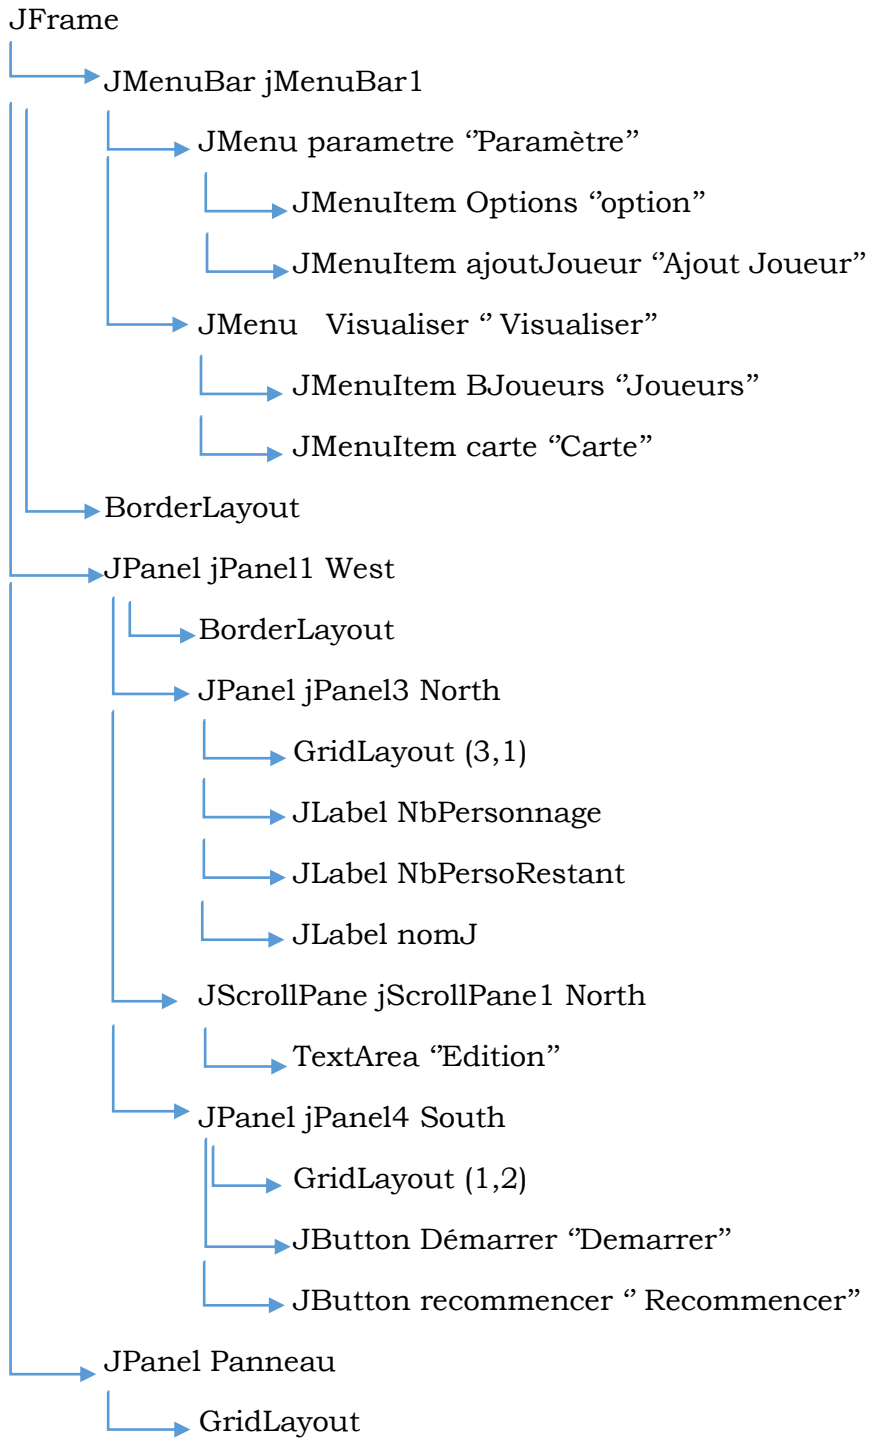 JFrame
JMenuBar jMenuBar1
JMenu parametre ‘’Paramètre’’
JMenuItem Options ‘’option’’
JMenuItem ajoutJoueur ‘’Ajout Joueur’’
JMenu Visualiser ‘’ Visualiser’’
JMenuItem BJoueurs ‘’Joueurs’’
JMenuItem carte ‘’Carte’’
BorderLayout
JPanel jPanel1 West
BorderLayout
JPanel jPanel3 North
GridLayout (3,1)
JLabel NbPersonnage
JLabel NbPersoRestant
JLabel nomJ
JScrollPane jScrollPane1 North
TextArea ‘’Edition’’
JPanel jPanel4 South
GridLayout (1,2)
JButton Démarrer ‘’Demarrer’’
JButton recommencer ‘’ Recommencer’’
JPanel Panneau
GridLayout